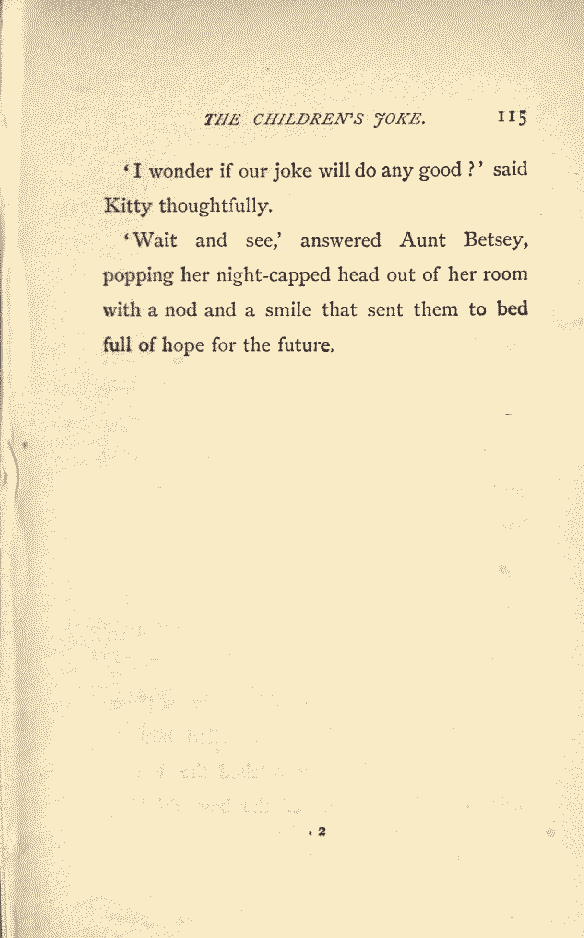 THE CHILDREN'S JOKE. 115
'I wonder if our joke will do any good?' said
Kitty thoughtfully.
'Wait and see,' answered Aunt Betsey,
popping her night-capped head out of her room
with a nod and a smile that sent them to bed
full of hope for the future.
2